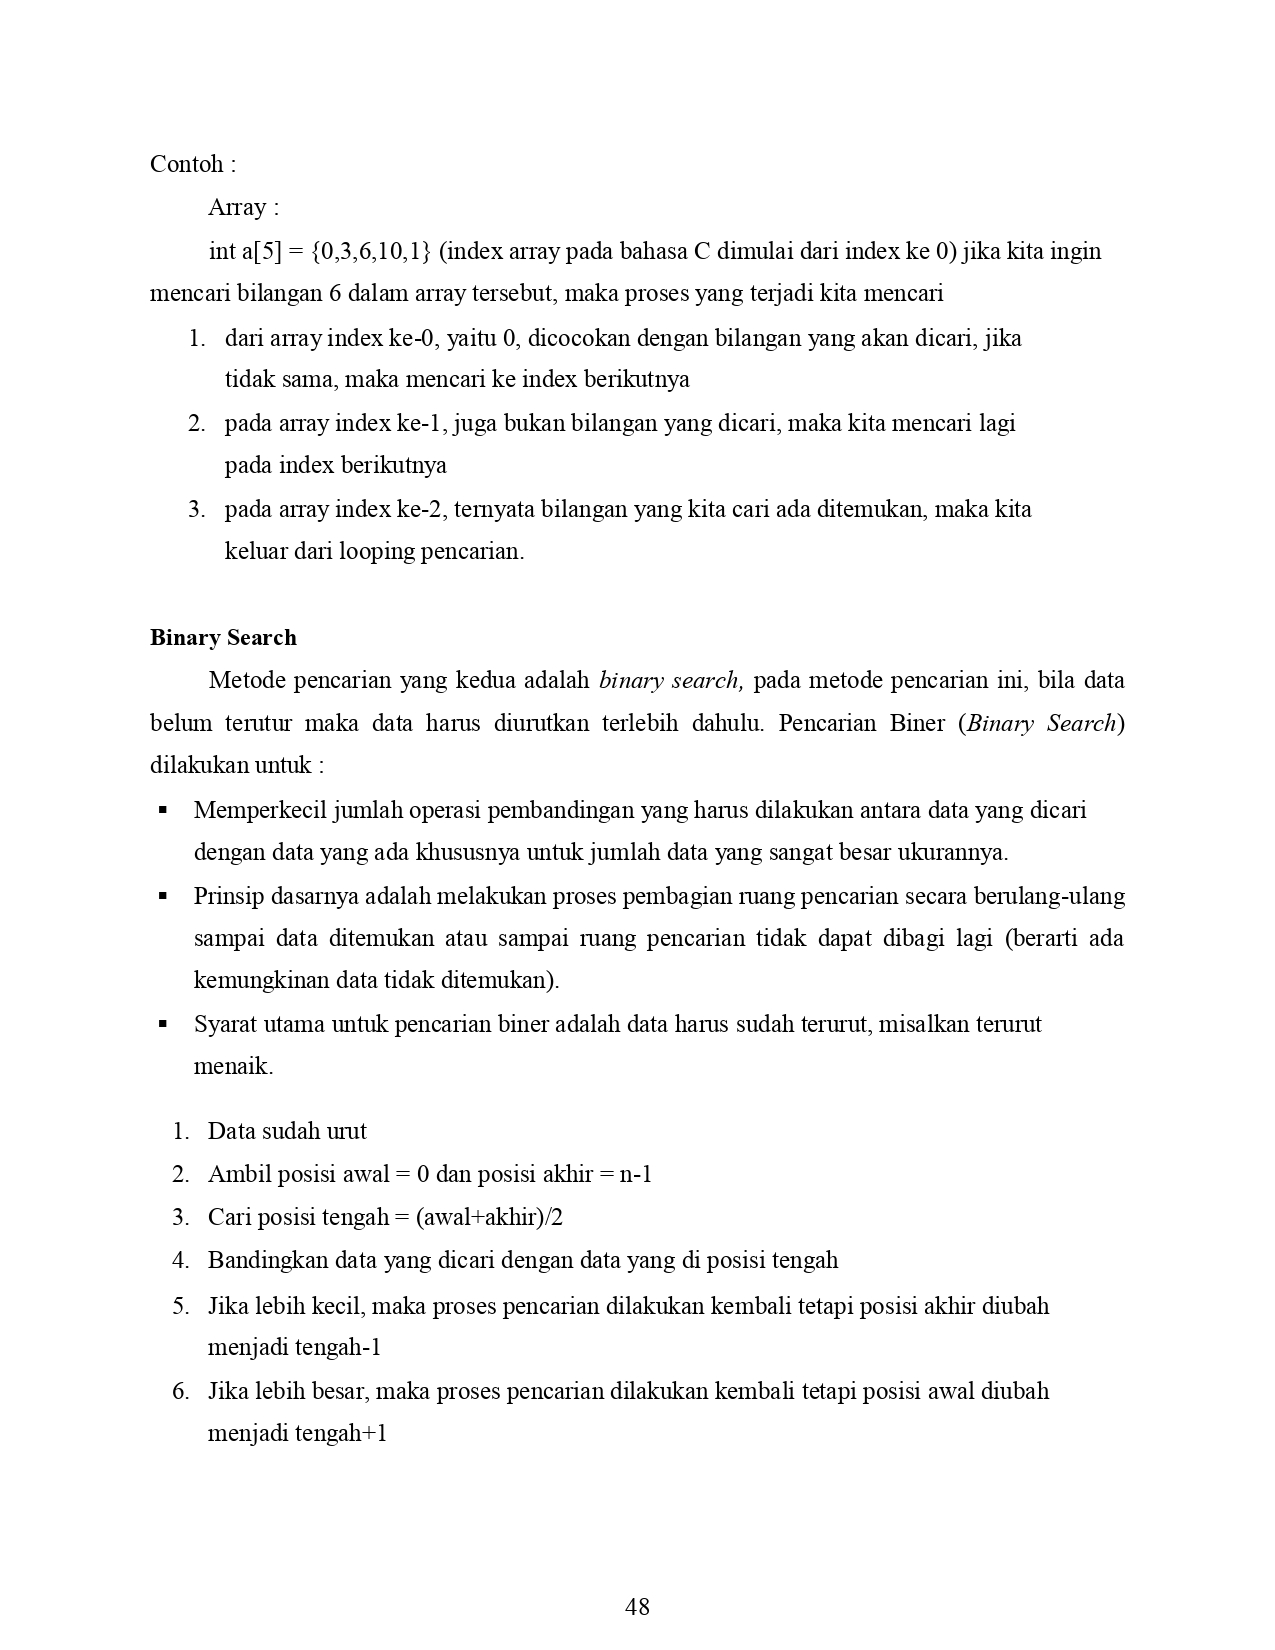 Contoh :
Array :
int a[5] = {0,3,6,10,1} (index array pada bahasa C dimulai dari index ke 0) jika kita ingin
mencari bilangan 6 dalam array tersebut, maka proses yang terjadi kita mencari
1. dari array index ke-0, yaitu 0, dicocokan dengan bilangan yang akan dicari, jika
tidak sama, maka mencari ke index berikutnya
2. pada array index ke-1, juga bukan bilangan yang dicari, maka kita mencari lagi
pada index berikutnya
3. pada array index ke-2, ternyata bilangan yang kita cari ada ditemukan, maka kita
keluar dari looping pencarian.
Binary Search
Metode pencarian yang kedua adalah binary search, pada metode pencarian ini, bila data
belum terutur maka data harus diurutkan terlebih dahulu. Pencarian Biner (Binary Search)
dilakukan untuk :
▪ Memperkecil jumlah operasi pembandingan yang harus dilakukan antara data yang dicari
dengan data yang ada khususnya untuk jumlah data yang sangat besar ukurannya.
▪ Prinsip dasarnya adalah melakukan proses pembagian ruang pencarian secara berulang-ulang
sampai data ditemukan atau sampai ruang pencarian tidak dapat dibagi lagi (berarti ada
kemungkinan data tidak ditemukan).
▪ Syarat utama untuk pencarian biner adalah data harus sudah terurut, misalkan terurut
menaik.
1. Data sudah urut
2. Ambil posisi awal = 0 dan posisi akhir = n-1
3. Cari posisi tengah = (awal+akhir)/2
4. Bandingkan data yang dicari dengan data yang di posisi tengah
5. Jika lebih kecil, maka proses pencarian dilakukan kembali tetapi posisi akhir diubah
menjadi tengah-1
6. Jika lebih besar, maka proses pencarian dilakukan kembali tetapi posisi awal diubah
menjadi tengah+1
48